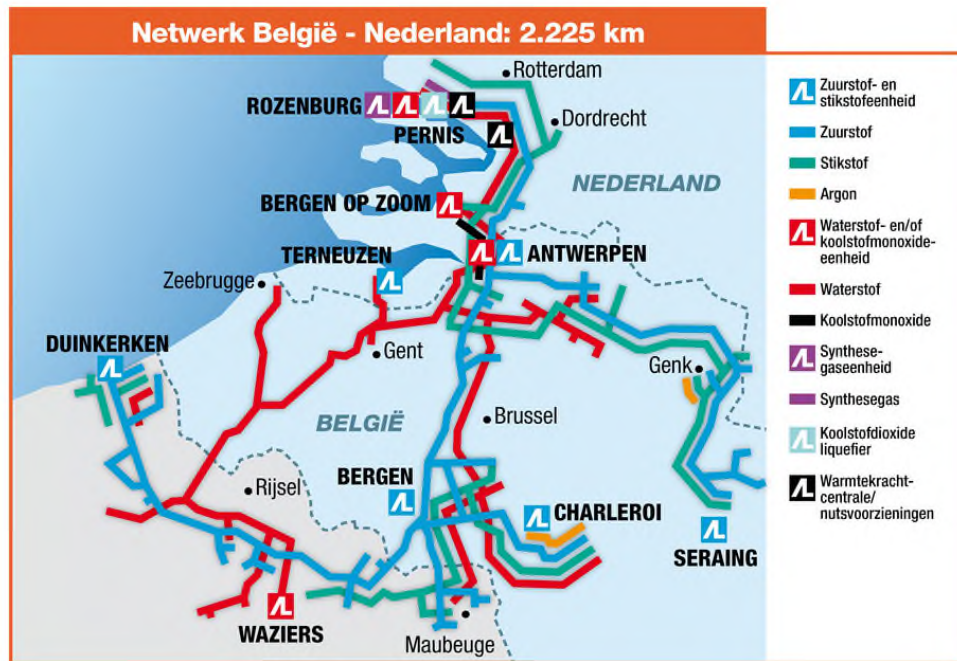 Netwerk België - Nederland: 2.225 km
Rotterdam
ROZENBURG
PERNIS
Dordrecht
NEDERLAND
BERGEN OP ZOOM
TERNEUZEN
ANTWERPEN
Zeebrugge
DUINKERKEN
Gent
Genk
BELGIË
Brussel
Rijsel
BERGEN
CHARLEROI
SERAING
WAZIERS
Maubeuge
Zuurstof- en
stikstofeenheid
Zuurstof
Stikstof
Argon
Waterstof- en/of
koolstofmonoxide-
eenheid
Waterstof
Koolstofmonoxide
Synthese-
gaseenheid
Synthesegas
Koolstofdioxide
liquefier
Warmtekracht-
centrale/
nutsvoorzieningen